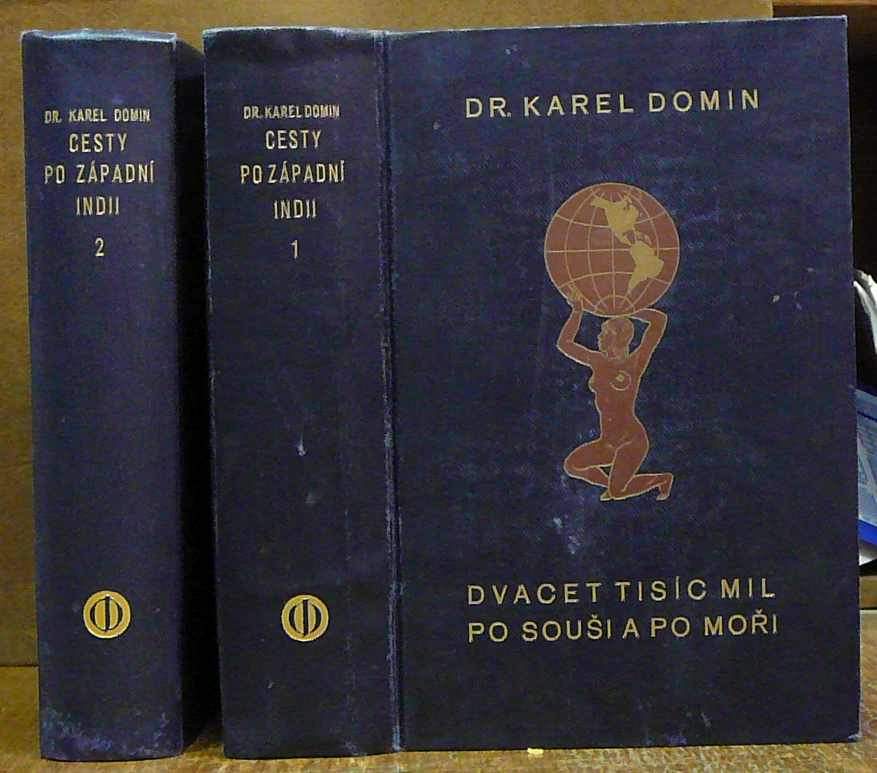 DR. KAREL DOMIN
CESTY
PO ZÁPADNÍ
INDII
2
DR. KAREL DOMIN
CESTY
PO ZÁPADNÍ
INDII
1
DR. KAREL DOMIN
DVACET TISÍC MIL
PO SOUŠI A PO MOŘI